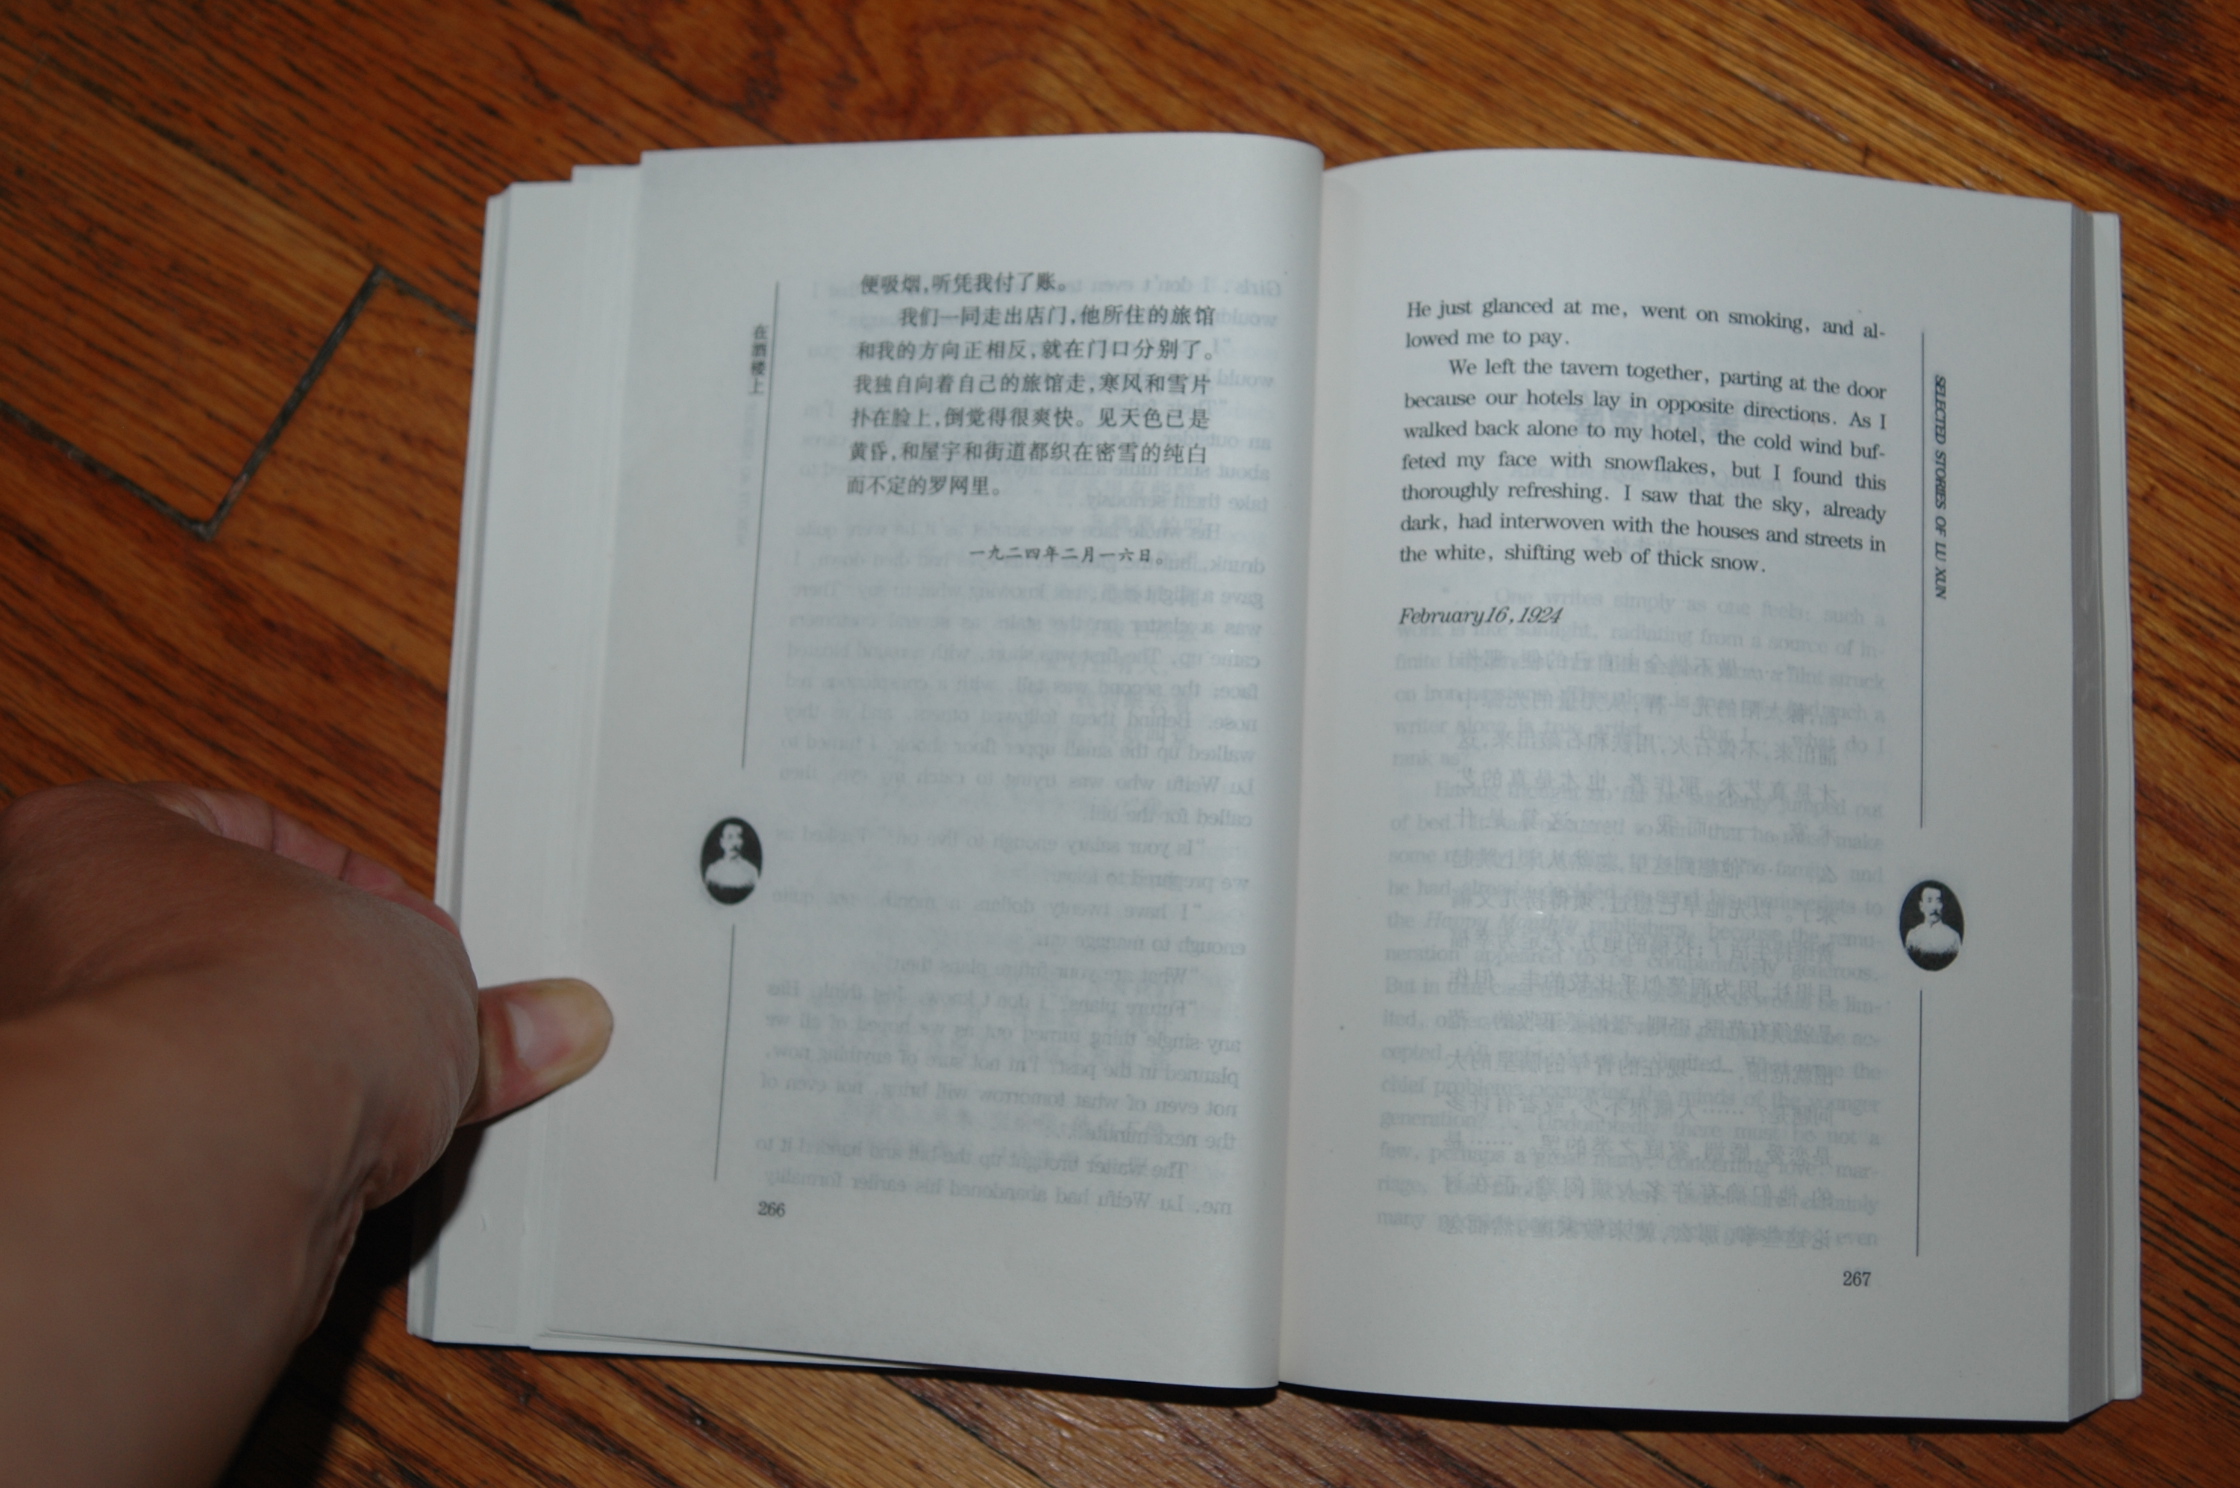 在酒楼上
便吸烟,听凭我付了账。
我们一同走出店门,他所住的旅馆
和我的方向正相反,就在门口分别了。
我独自向着自己的旅馆走,寒风和雪片
扑在脸上,倒觉得很爽快。见天色已是
黄昏,和屋宇和街道都织在密雪的纯白
而不定的罗网里。
一九二四年二月一六日。
266
He just glanced at me, went on smoking, and al-
lowed me to pay.
We left the tavern together, parting at the door
because our hotels lay in opposite directions. As I
walked back alone to my hotel, the cold wind buf-
feted my face with snowflakes, but I found this
thoroughly refreshing. I saw that the sky, already
dark, had interwoven with the houses and streets in
the white, shifting web of thick snow.
February16,1924
SELECTED STORIES OF LU XUN
267